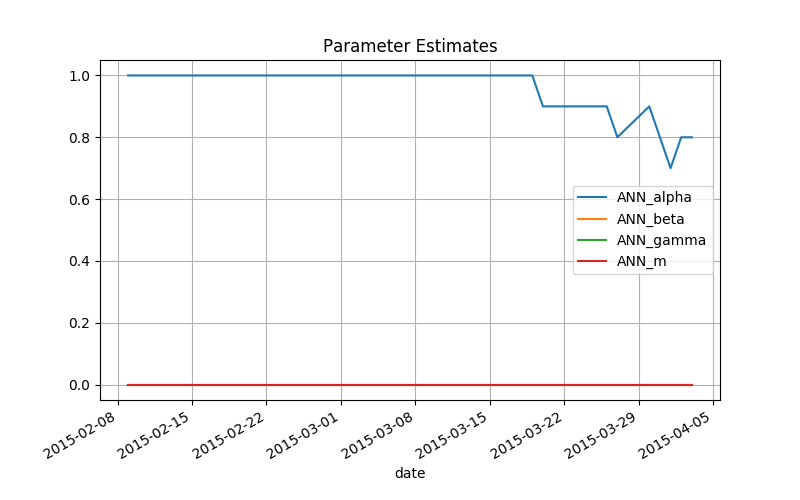 Parameter Estimates
1.0
0.8
0.6
0.4
0.2
0.0
ANN_alpha
ANN_beta
ANN_gamma
ANN_m
2015-02-08
2015-02-15
2015-02-22
2015-03-01
2015-03-08
2015-03-15
2015-03-22
2015-03-29
2015-04-05
date